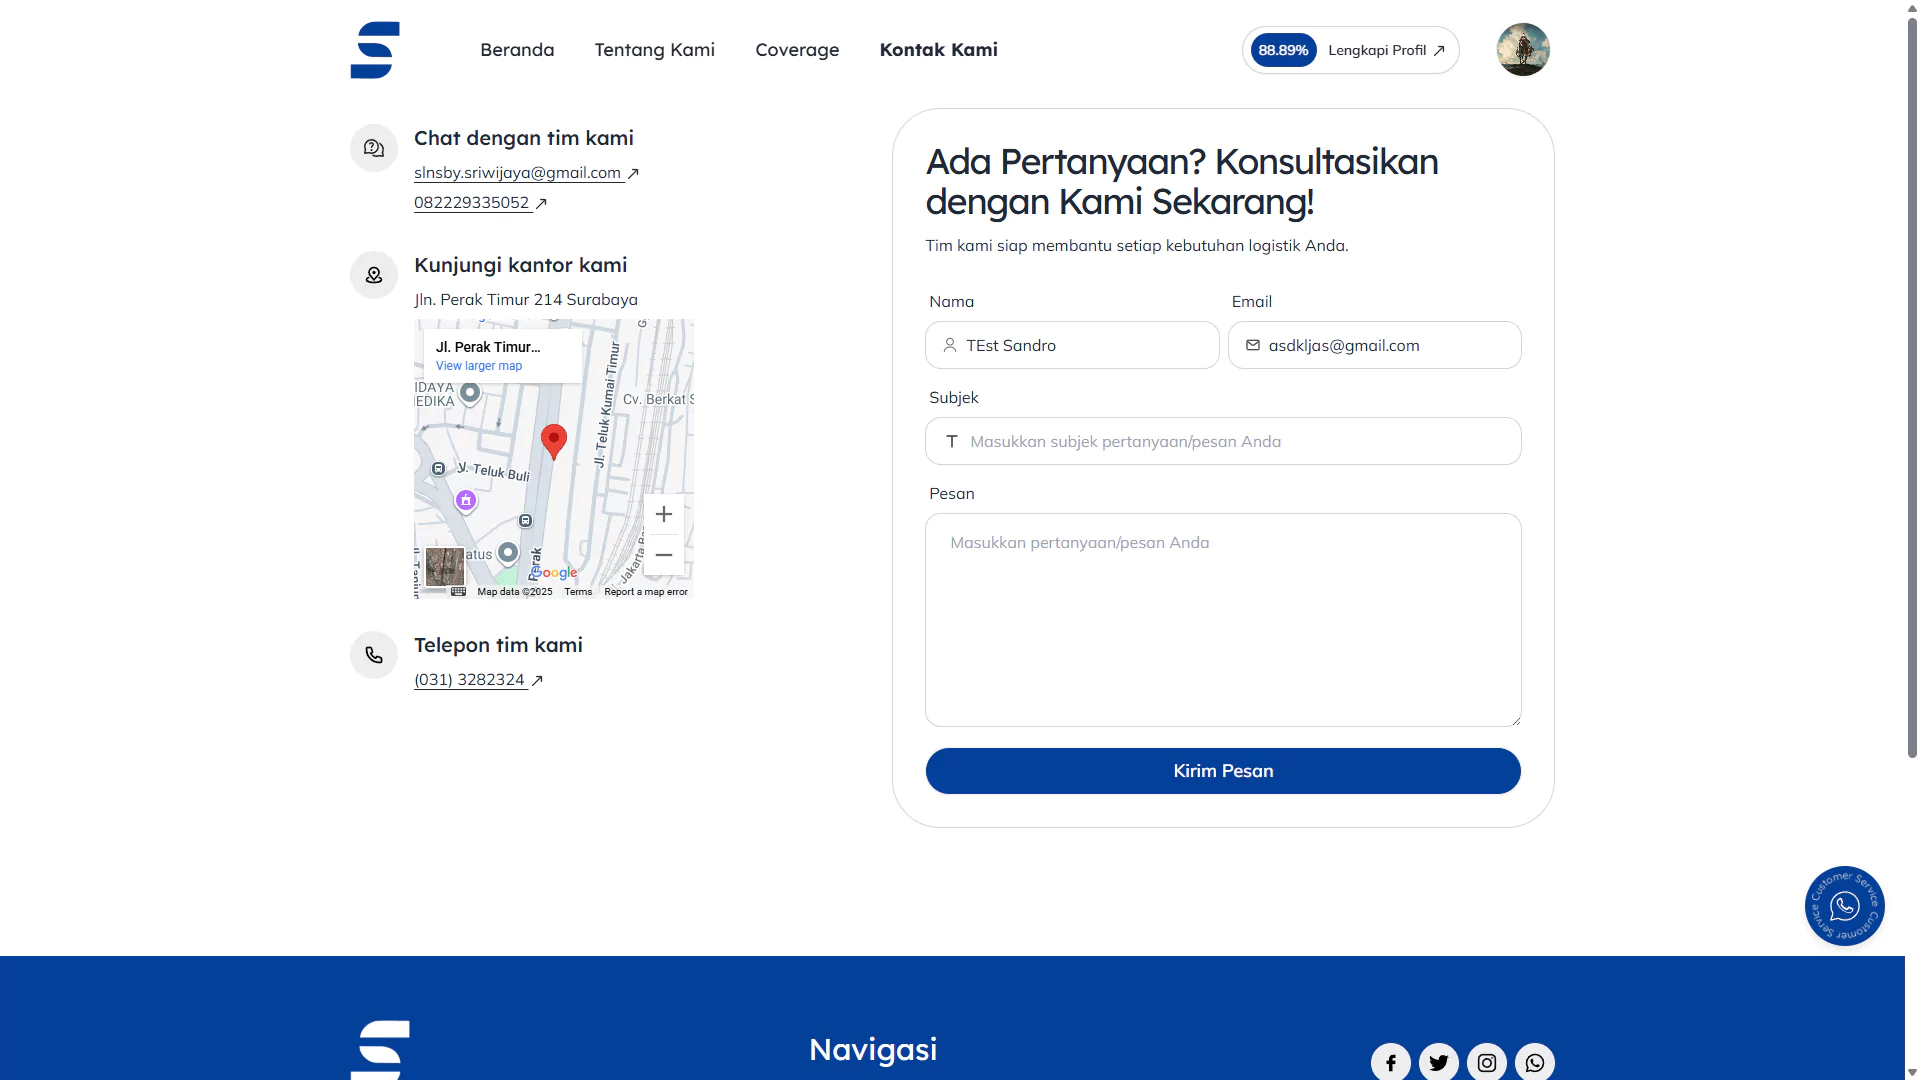 Beranda
Tentang Kami
Coverage
Kontak Kami
88.89%
Lengkapi Profil
Chat dengan tim kami
slnsby.sriwijaya@gmail.com
082229335052
Kunjungi kantor kami
Jln. Perak Timur 214 Surabaya
Jl. Perak Timur...
View larger map
IDAYA
EDIKA
Jl. Teluk Kumai Timur
Cv. Berkat S
Teluk Buli
atus
Perak
Jakarta
Google
Map data ©2025
Terms
Report a map error
Telepon tim kami
(031) 3282324
Ada Pertanyaan? Konsultasikan
dengan Kami Sekarang!
Tim kami siap membantu setiap kebutuhan logistik Anda.
Nama
Email
TEst Sandro
asdkljas@gmail.com
Subjek
T
Masukkan subjek pertanyaan/pesan Anda
Pesan
Masukkan pertanyaan/pesan Anda
Kirim Pesan
Customer Service Customer Service
Navigasi